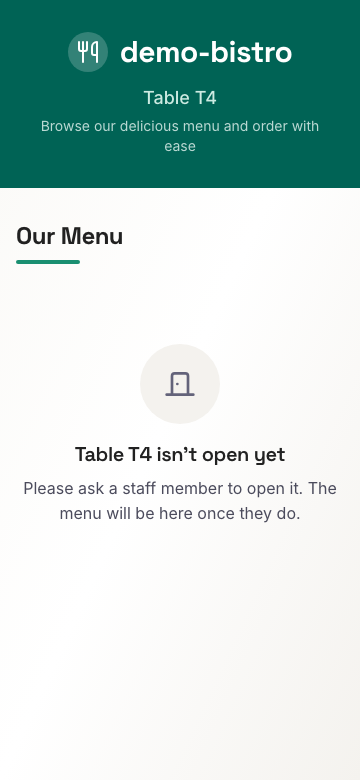 demo-bistro
Table T4
Browse our delicious menu and order with
ease
Our Menu
Table T4 isn’t open yet
Please ask a staff member to open it. The
menu will be here once they do.